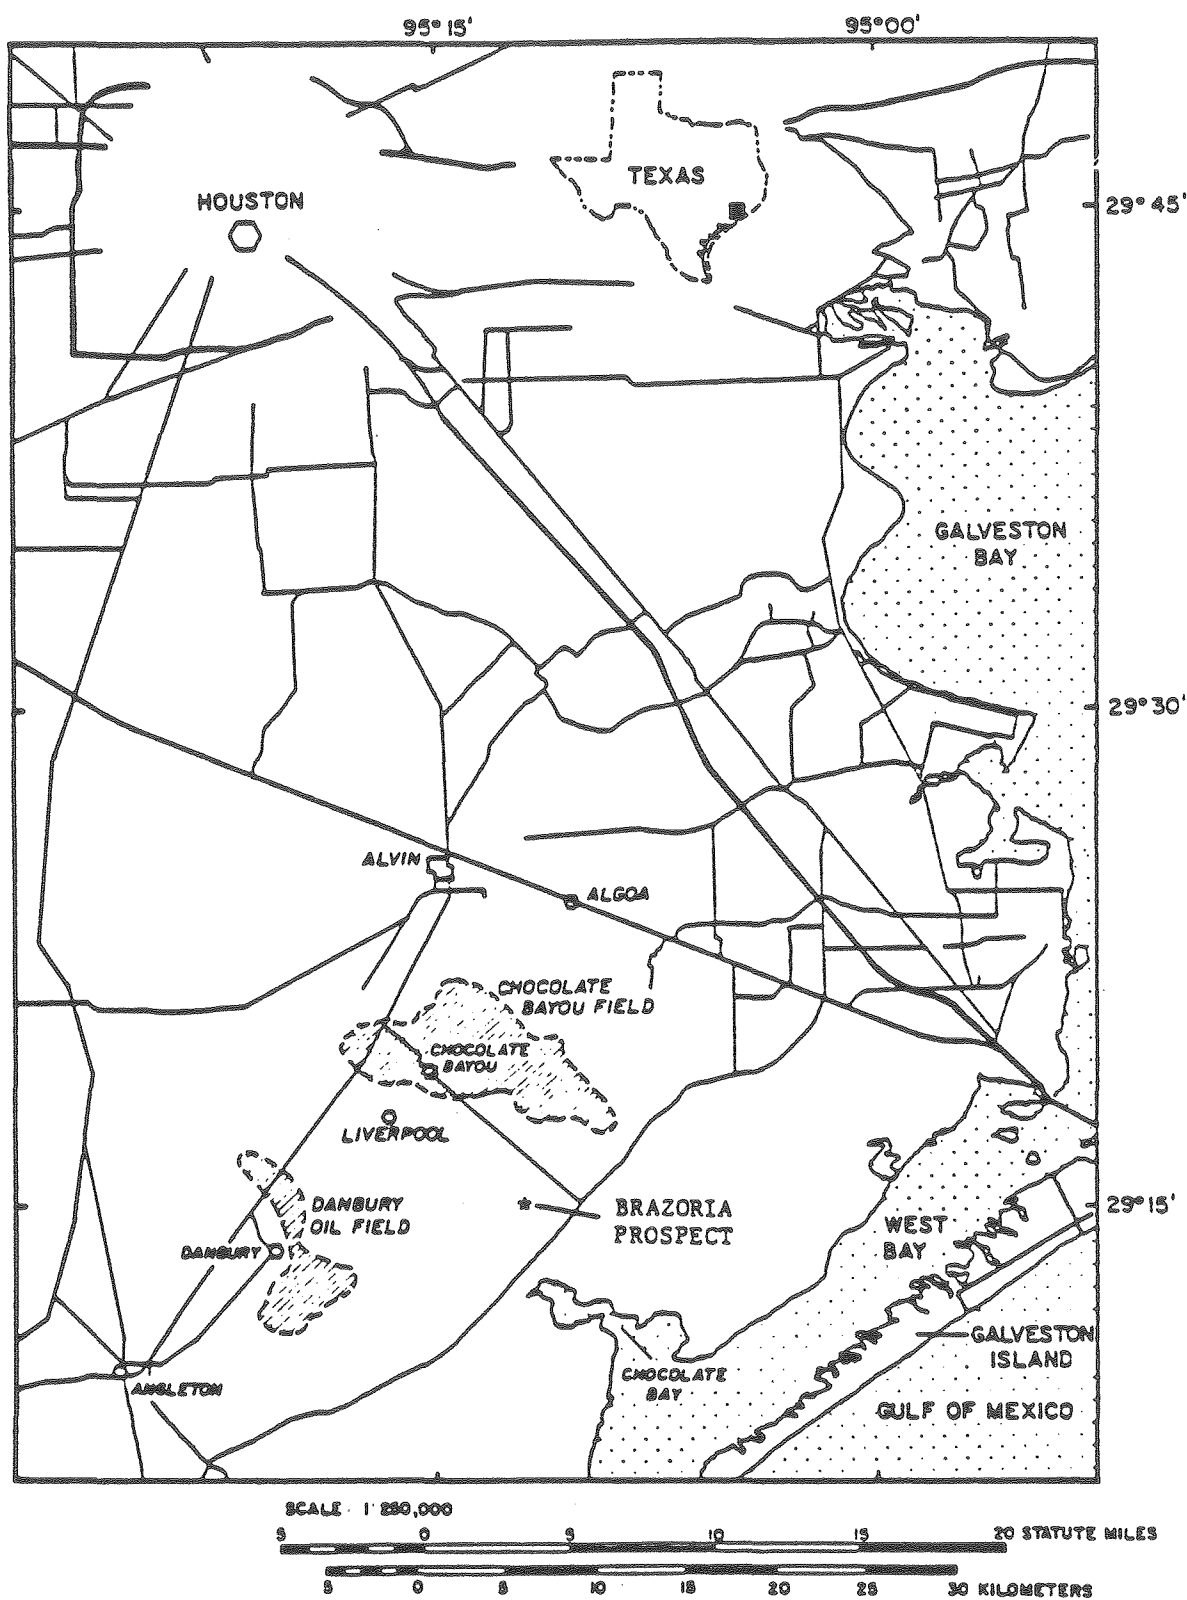 95°15'
95°00'
HOUSTON
TEXAS
29°45'
GALVESTON
BAY
29°30'
ALVIN
ALGOA
CHOCOLATE
BAYOU FIELD
CHOCOLATE
BAYOU
LIVERPOOL
DANBURY
OIL FIELD
DANBURY
BRAZORIA
PROSPECT
29°15'
WEST
BAY
GALVESTON
ISLAND
CHOCOLATE
BAY
ANGLETON
GULF OF MEXICO
SCALE · 1' 250,000
5 0 5 10 15 20 STATUTE MILES
5 0 5 10 15 20 25 30 KILOMETERS